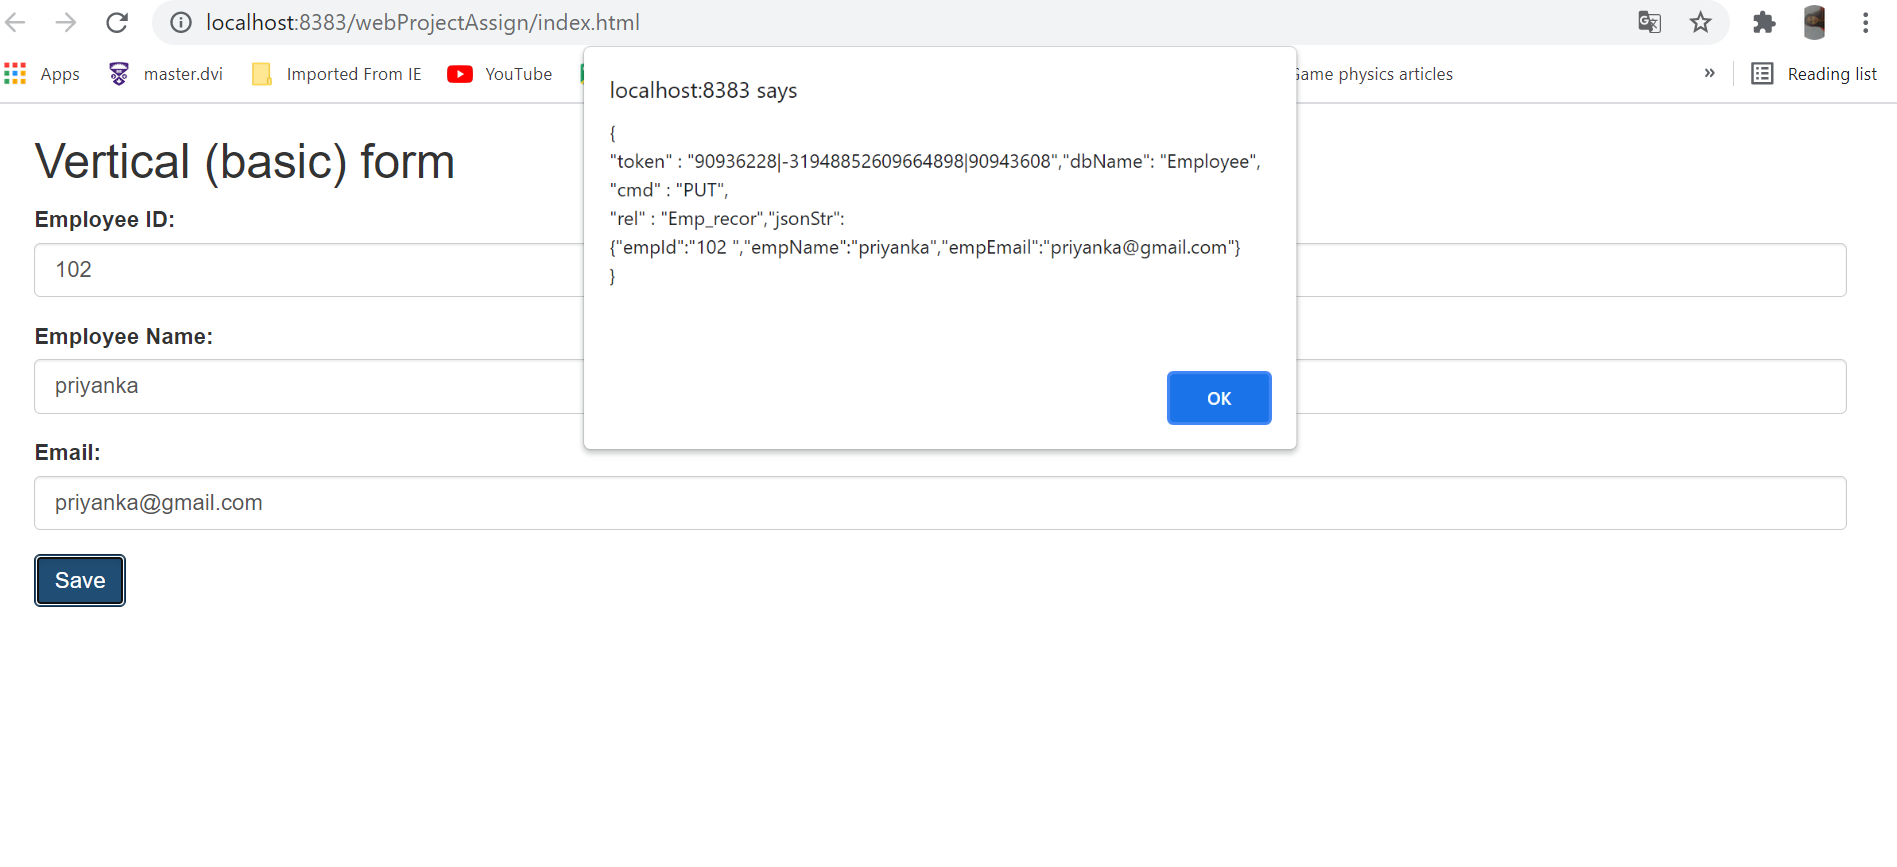 localhost:8383/webProjectAssign/index.html
Apps master.dvi Imported From IE YouTube Game physics articles » Reading list
localhost:8383 says
{
"token" : "90936228|-31948852609664898|90943608","dbName": "Employee",
"cmd" : "PUT",
"rel" : "Emp_recor","jsonStr":
{"empId":"102 ","empName":"priyanka","empEmail":"priyanka@gmail.com"}
}
OK
Vertical (basic) form
Employee ID:
102
Employee Name:
priyanka
Email:
priyanka@gmail.com
Save